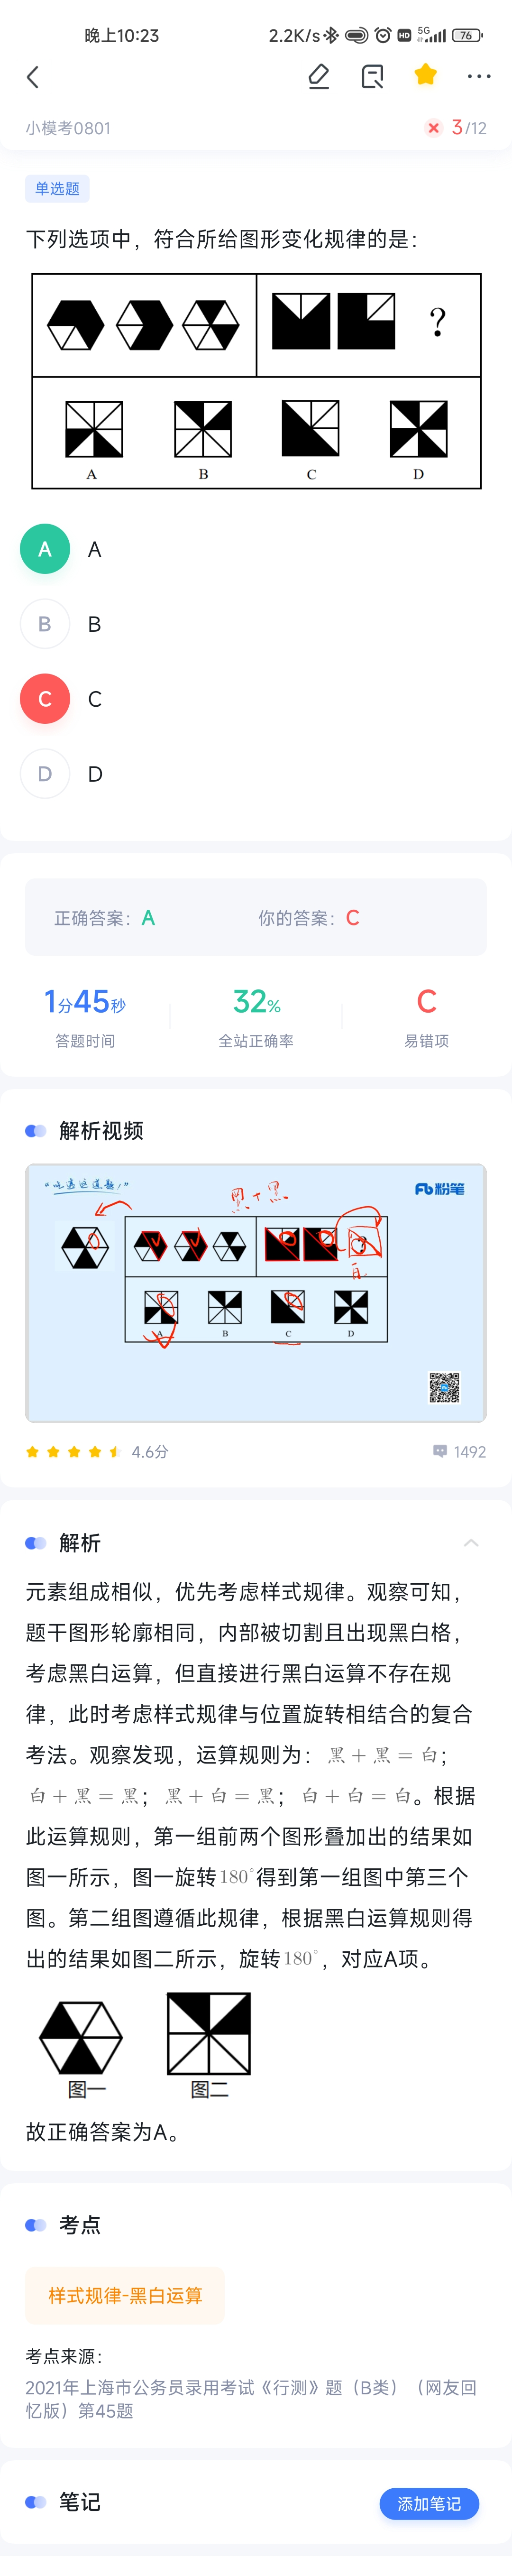 晚上10:23
2.2K/s
HD
5G
76
小模考0801
3/12
单选题
下列选项中，符合所给图形变化规律的是：
?
A
B
C
D
A A
B B
C C
D D
正确答案：A
你的答案：C
1分45秒
32%
C
答题时间
全站正确率
易错项
解析视频
黑+黑
粉笔
A
B
C
D
4.6分
1492
解析
元素组成相似，优先考虑样式规律。观察可知，
题干图形轮廓相同，内部被切割且出现黑白格，
考虑黑白运算，但直接进行黑白运算不存在规
律，此时考虑样式规律与位置旋转相结合的复合
考法。观察发现，运算规则为：黑+黑=白；
白+黑=黑；黑+白=黑；白+白=白。根据
此运算规则，第一组前两个图形叠加出的结果如
图一所示，图一旋转180°得到第一组图中第三个
图。第二组图遵循此规律，根据黑白运算规则得
出的结果如图二所示，旋转180°，对应A项。
图一
图二
故正确答案为A。
考点
样式规律-黑白运算
考点来源：
2021年上海市公务员录用考试《行测》题（B类）（网友回
忆版）第45题
笔记
添加笔记